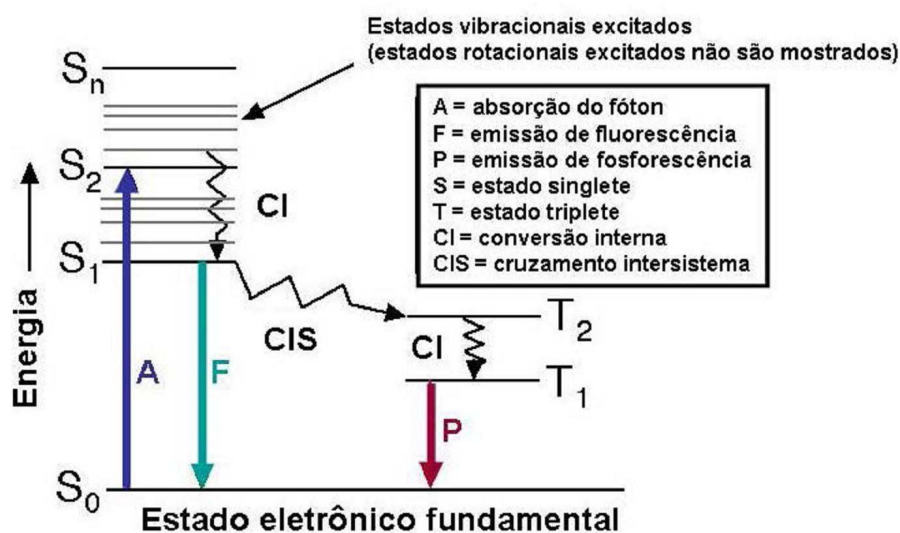 Estados vibracionais excitados
(estados rotacionais excitados não são mostrados)
Sn
A = absorção do fóton
F = emissão de fluorescência
P = emissão de fosforescência
S = estado singlete
T = estado triplete
CI = conversão interna
CIS = cruzamento intersistema
S2
CI
S1
T2
CIS
CI
T1
Energia
A
F
P
S0
Estado eletrônico fundamental